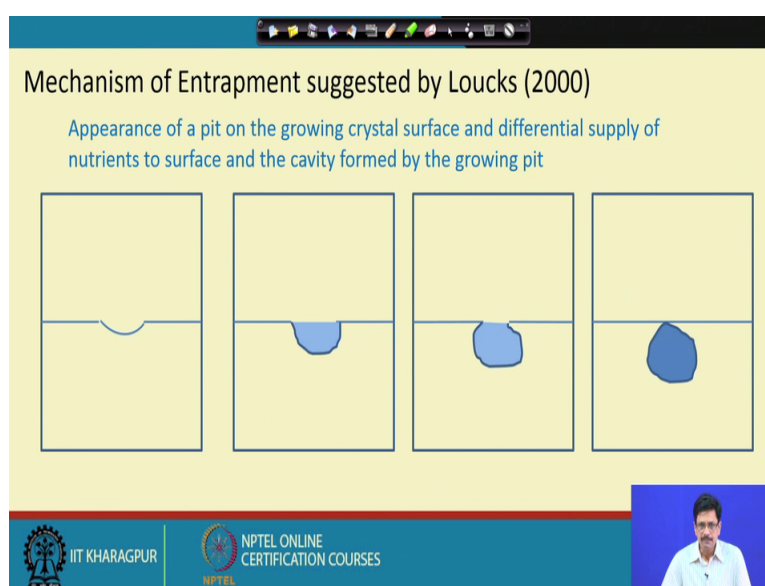 Mechanism of Entrapment suggested by Loucks (2000)
Appearance of a pit on the growing crystal surface and differential supply of
nutrients to surface and the cavity formed by the growing pit
IIT KHARAGPUR
NPTEL ONLINE
CERTIFICATION COURSES
NPTEL